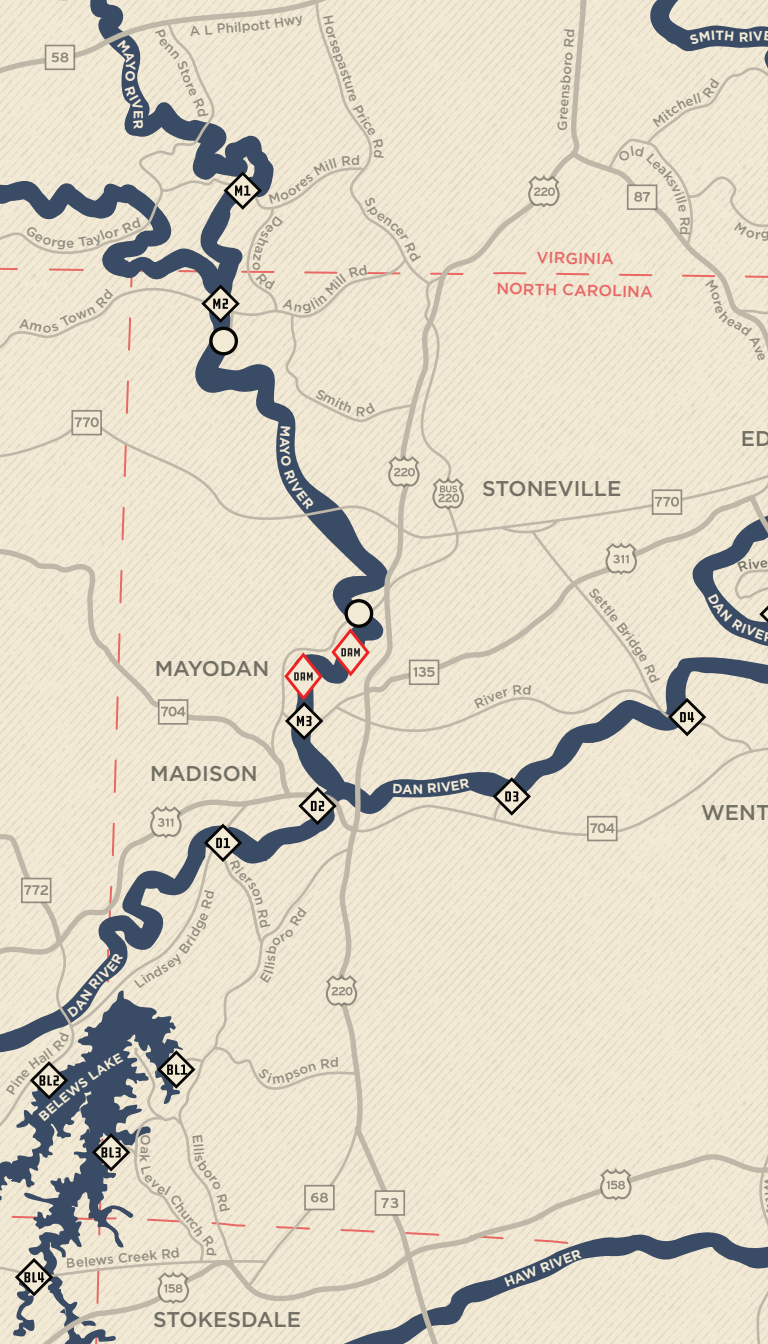 A L Philpott Hwy
58
MAYO RIVER
Penn Store Rd
Horsepasture Price Rd
Greensboro Rd
SMITH RIVE
Mitchell Rd
Old Leaksville Rd
M1
Moores Mill Rd
220
87
George Taylor Rd
Deshazo Rd
Spencer Rd
Morg
VIRGINIA
NORTH CAROLINA
Amos Town Rd
M2
Anglin Mill Rd
Morehead Ave
Smith Rd
770
ED
MAYO RIVER
220
BUS 220
STONEVILLE
770
311
Rive
DAN RIVER
Settle Bridge Rd
DAM
DAM
MAYODAN
135
704
M3
River Rd
D4
MADISON
DAN RIVER
D3
D2
311
D1
704
WENT
772
Rierson Rd
Lindsey Bridge Rd
Ellisboro Rd
DAN RIVER
220
Pine Hall Rd
BL2
BELEWS LAKE
BL1
Simpson Rd
BL3
Oak Level Church Rd
Ellisboro Rd
68
73
158
Belews Creek Rd
BL4
158
HAW RIVER
STOKESDALE